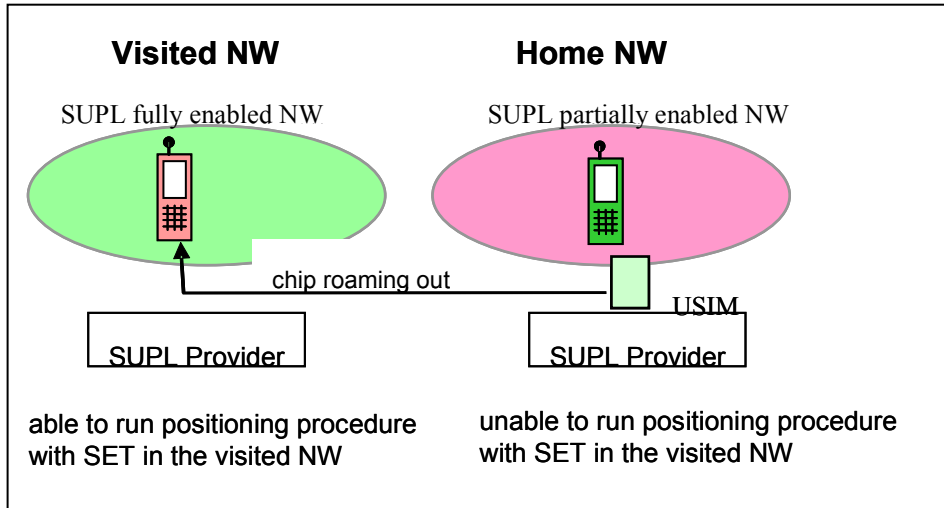 Visited NW
Home NW
SUPL fully enabled NW
SUPL partially enabled NW
chip roaming out
USIM
SUPL Provider
SUPL Provider
able to run positioning procedure
with SET in the visited NW
unable to run positioning procedure
with SET in the visited NW